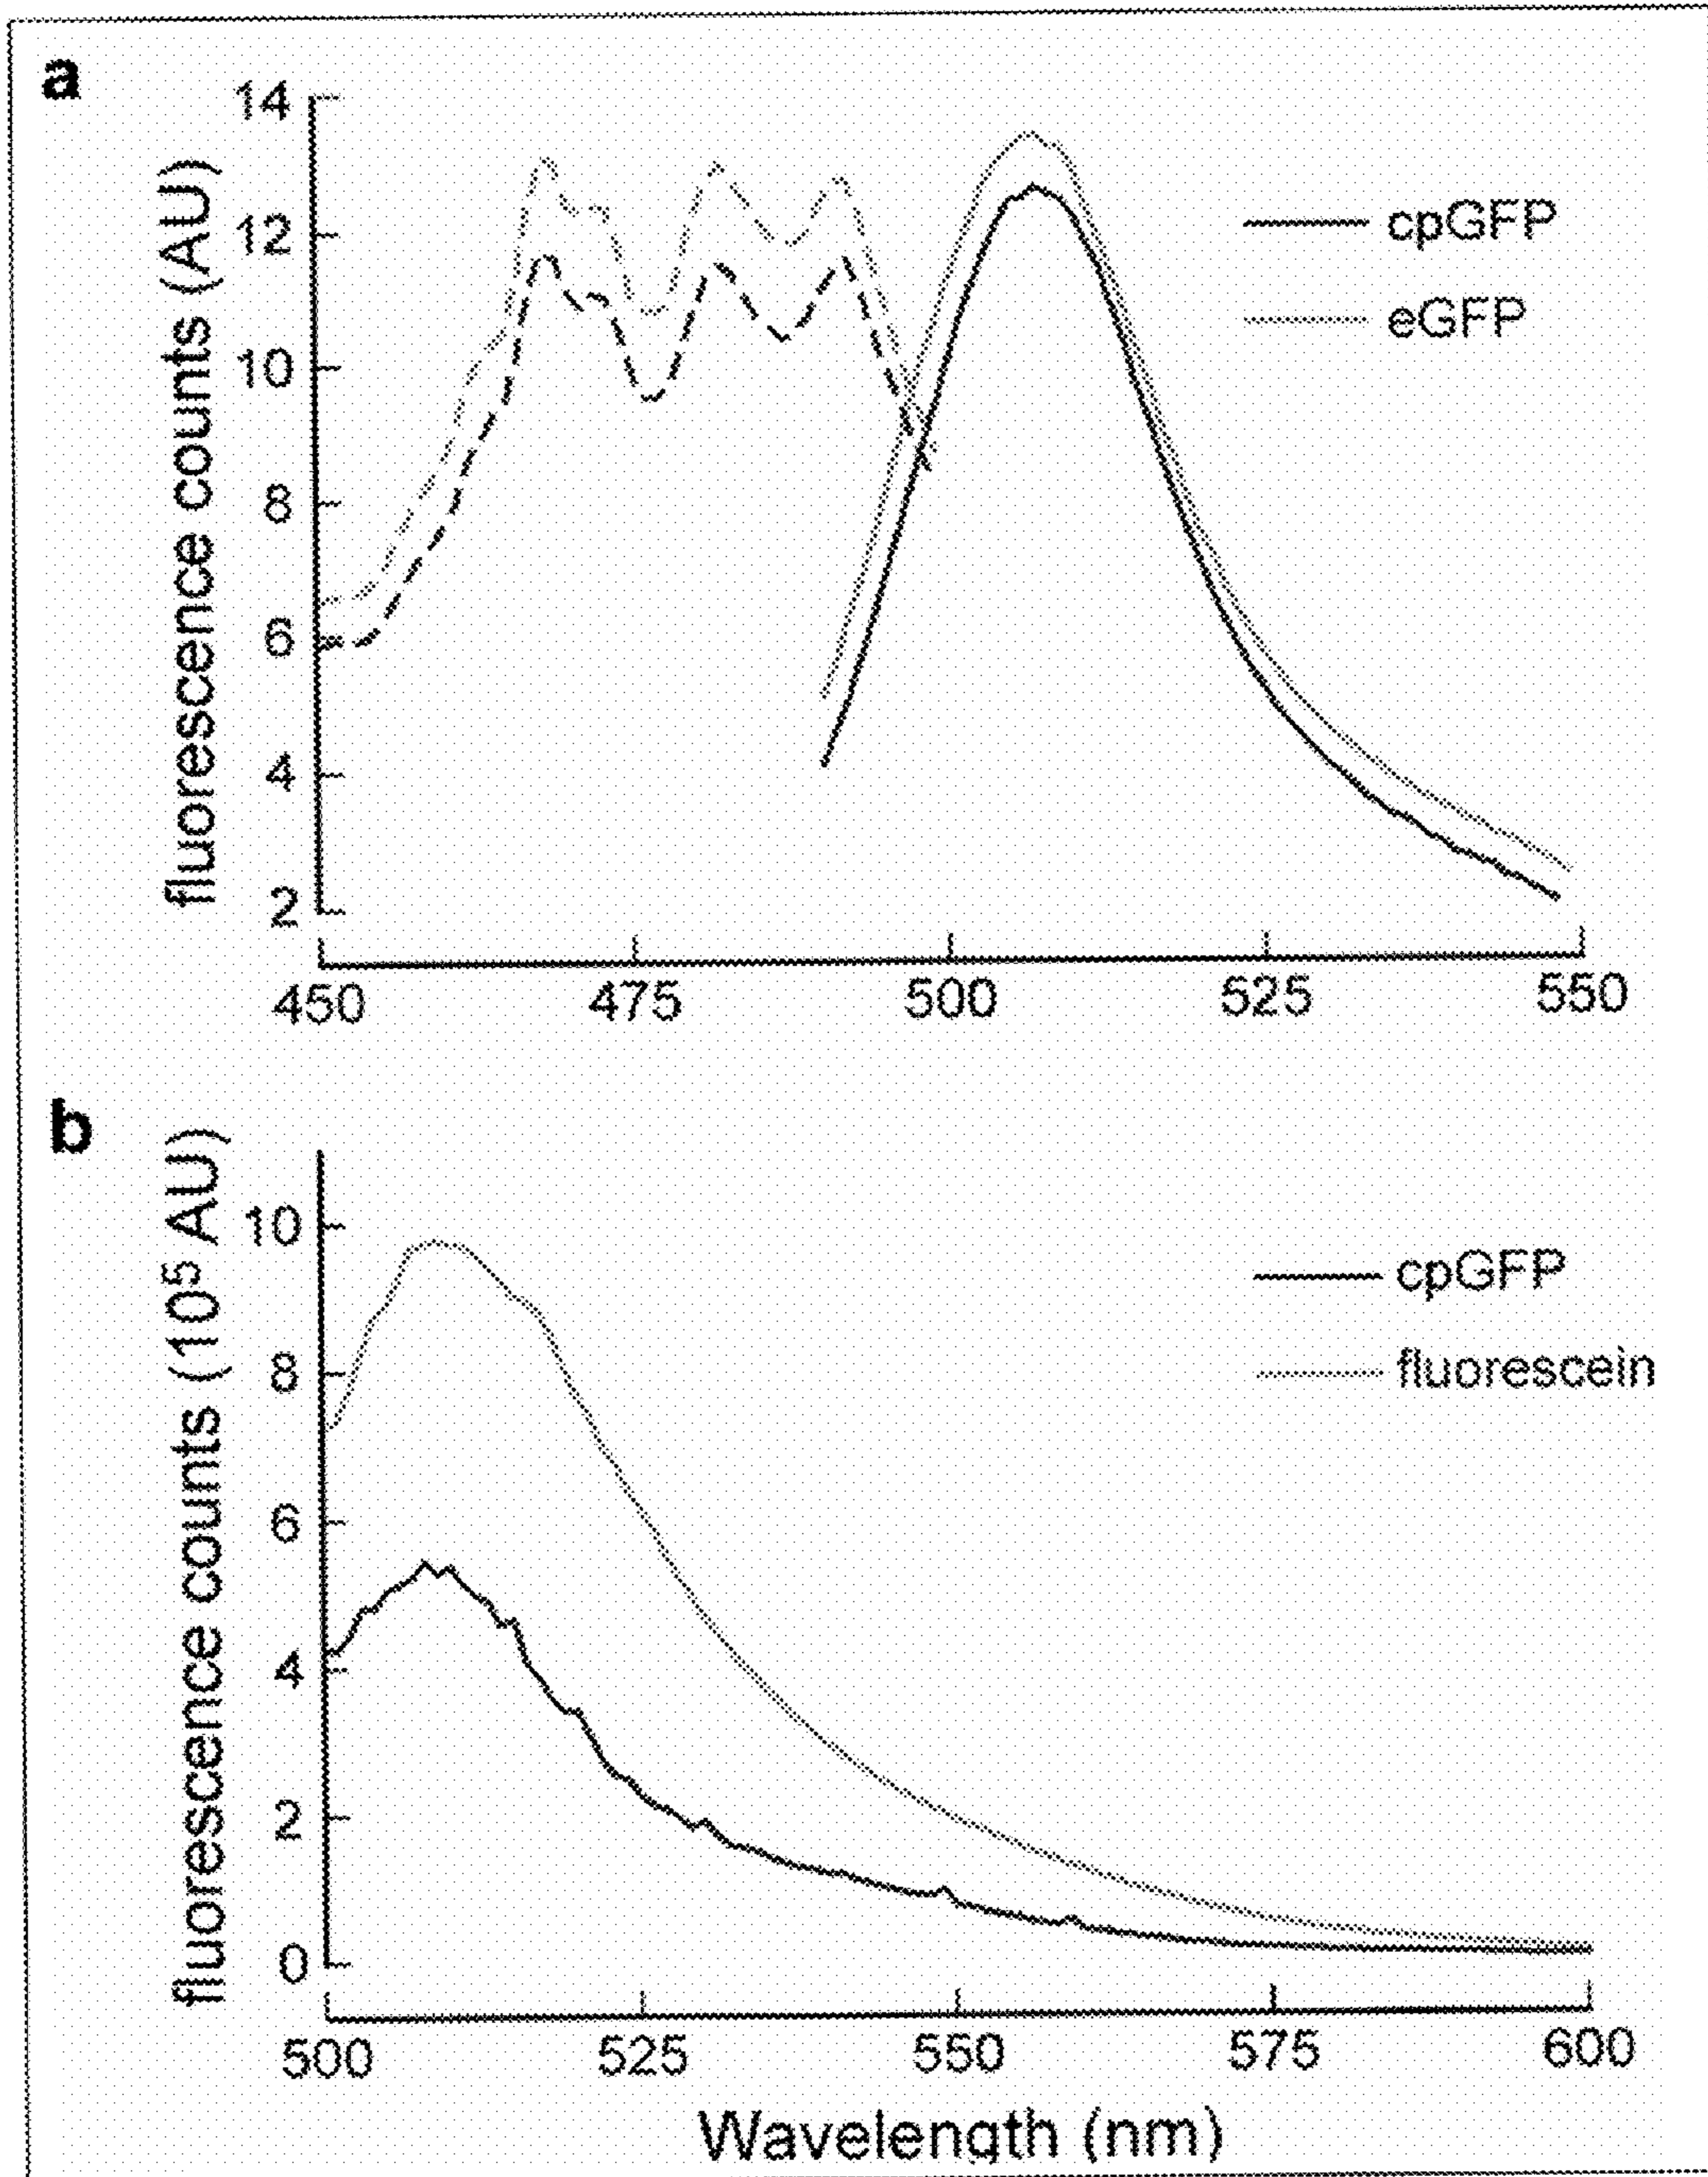 a
fluorescence counts (AU)
14
12
10
8
6
4
2
cpGFP
eGFP
450 475 500 525 550
b
fluorescence counts (10⁵ AU)
10
8
6
4
2
0
cpGFP
fluorescein
500 525 550 575 600
Wavelength (nm)